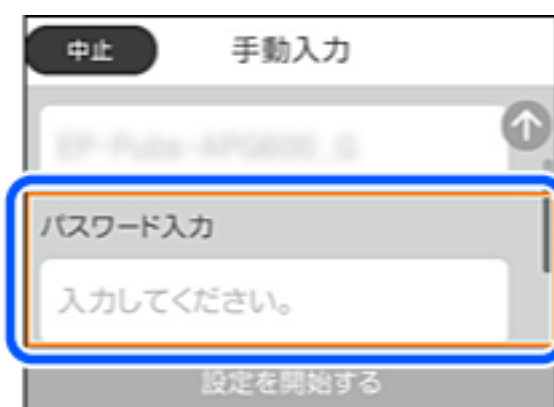 中止 手動入力
パスワード入力
入力してください。
設定を開始する